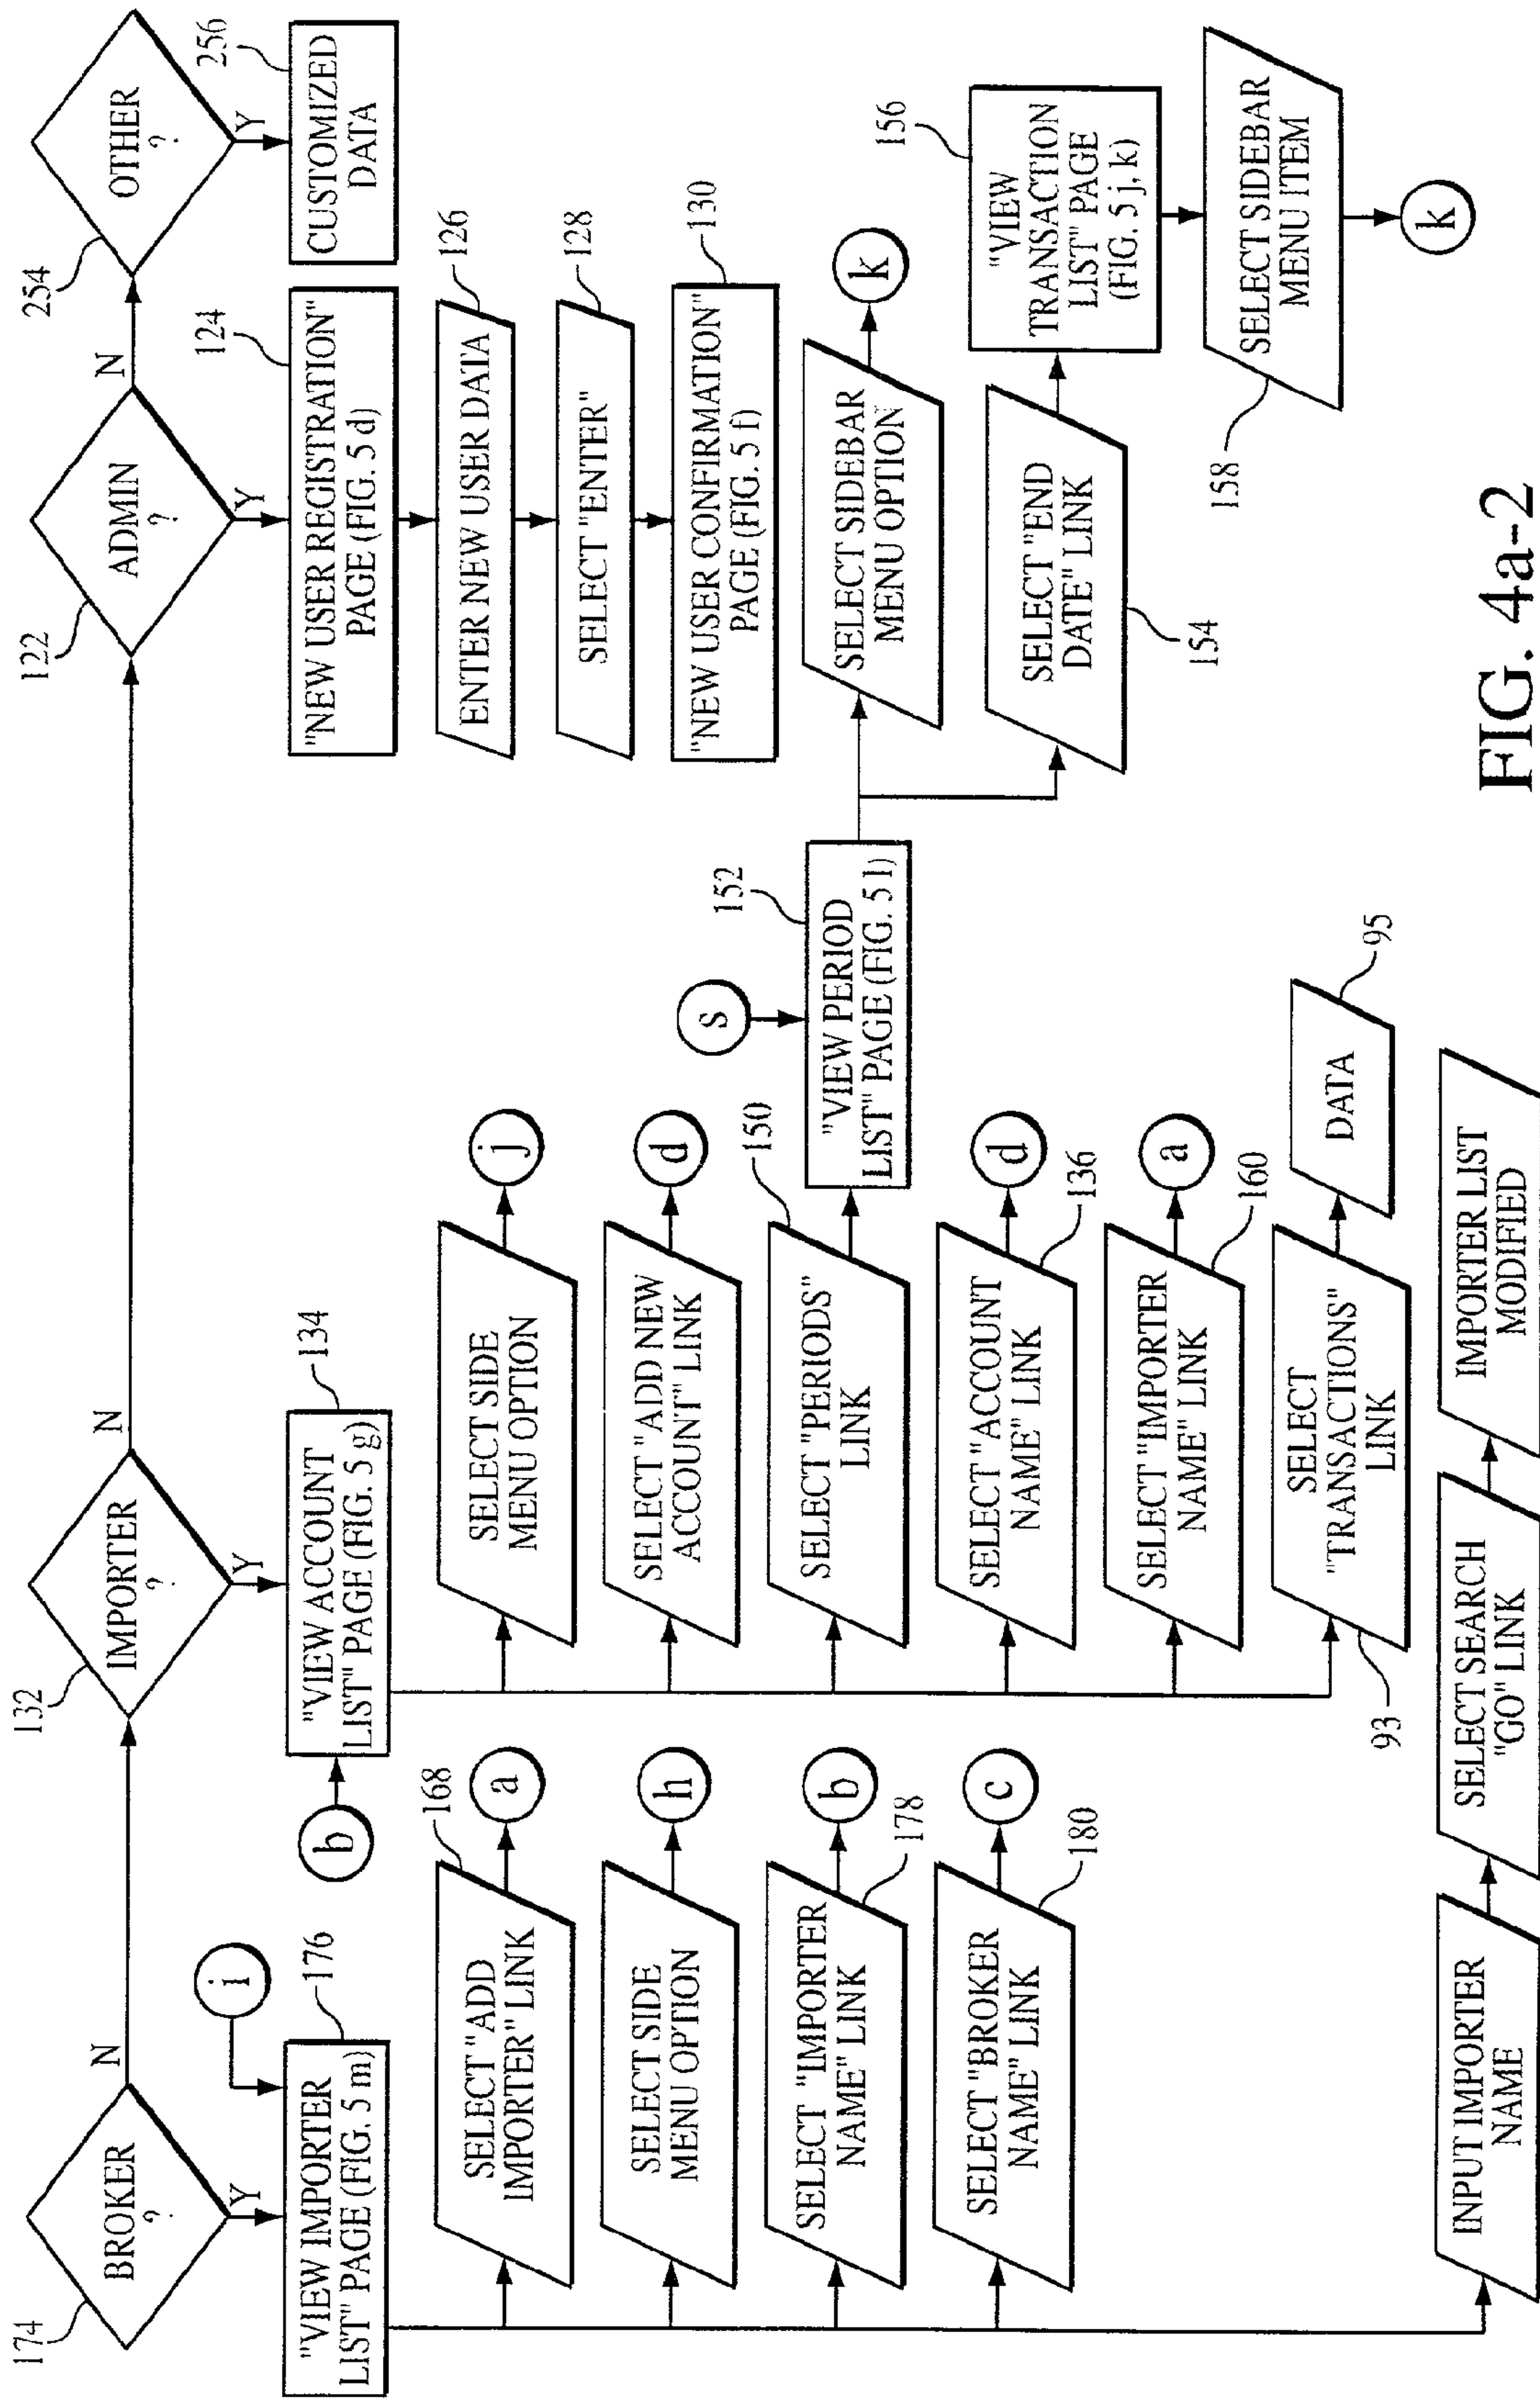 174
BROKER
?
N
Y
i
176
"VIEW IMPORTER
LIST" PAGE (FIG. 5 m)
168
SELECT "ADD
IMPORTER" LINK
a
SELECT SIDE
MENU OPTION
h
SELECT "IMPORTER
NAME" LINK
b
178
SELECT "BROKER
NAME" LINK
c
180
INPUT IMPORTER
NAME
SELECT SEARCH
"GO" LINK
IMPORTER LIST
MODIFIED
132
IMPORTER
?
N
Y
134
b
"VIEW ACCOUNT
LIST" PAGE (FIG. 5 g)
SELECT SIDE
MENU OPTION
j
SELECT "ADD NEW
ACCOUNT" LINK
d
150
SELECT "PERIODS"
LINK
SELECT "ACCOUNT
NAME" LINK
d
136
SELECT "IMPORTER
NAME" LINK
a
160
SELECT
"TRANSACTIONS"
LINK
93
DATA
95
s
152
"VIEW PERIOD
LIST" PAGE (FIG. 5 l)
122
ADMIN
?
N
Y
124
"NEW USER REGISTRATION"
PAGE (FIG. 5 d)
126
ENTER NEW USER DATA
128
SELECT "ENTER"
130
"NEW USER CONFIRMATION"
PAGE (FIG. 5 f)
SELECT SIDEBAR
MENU OPTION
k
SELECT "END
DATE" LINK
154
156
"VIEW
TRANSACTION
LIST" PAGE
(FIG. 5 j, k)
158
SELECT SIDEBAR
MENU ITEM
k
254
OTHER
?
Y
256
CUSTOMIZED
DATA
FIG. 4a-2